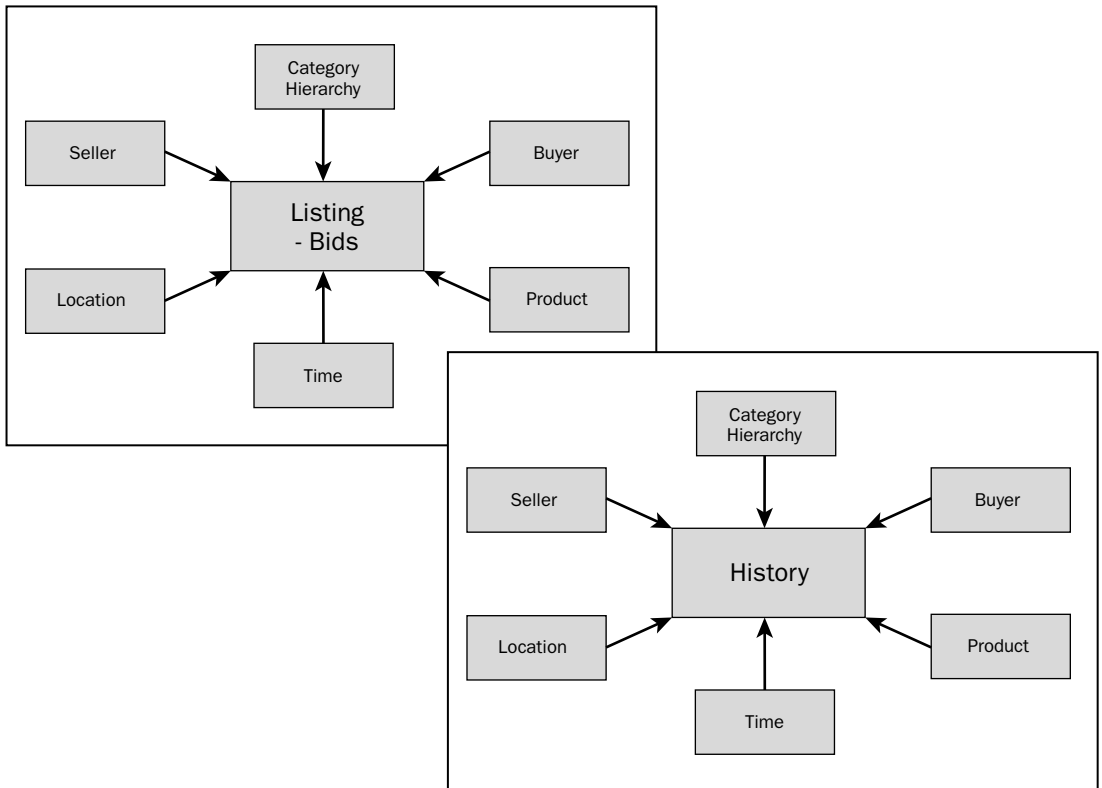 Category
Hierarchy
Seller
Buyer
Listing
- Bids
Location
Product
Time
Category
Hierarchy
Seller
Buyer
History
Location
Product
Time